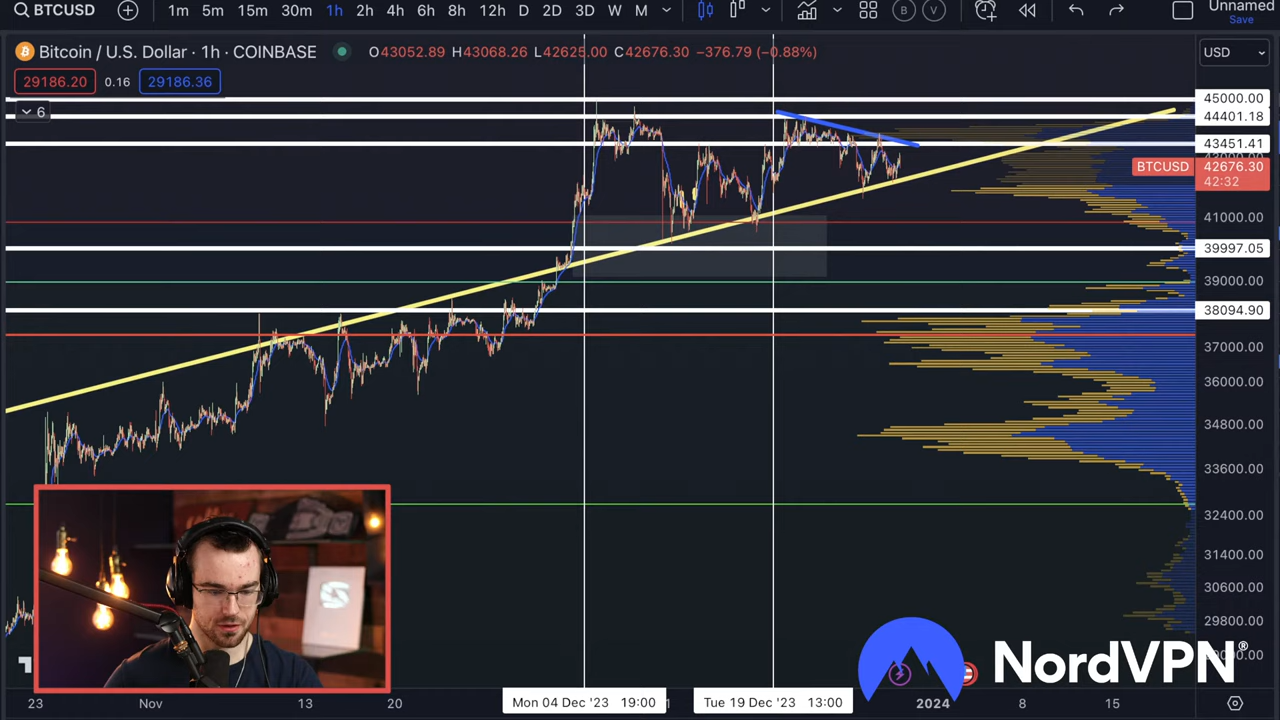 BTCUSD 1m 5m 15m 30m 1h 2h 4h 6h 8h 12h D 2D 3D W M B V Unnamed
Save
Bitcoin / U.S. Dollar · 1h · COINBASE O43052.89 H43068.26 L42625.00 C42676.30 −376.79 (−0.88%) USD
29186.20 0.16 29186.36
6
45000.00
44401.18
43451.41
BTCUSD 42676.30
42:32
41000.00
39997.05
39000.00
38094.90
37000.00
36000.00
34800.00
33600.00
32400.00
31400.00
30600.00
29800.00
NordVPN®
23 Nov 13 20 Mon 04 Dec '23 19:00 Tue 19 Dec '23 13:00 2024 8 15